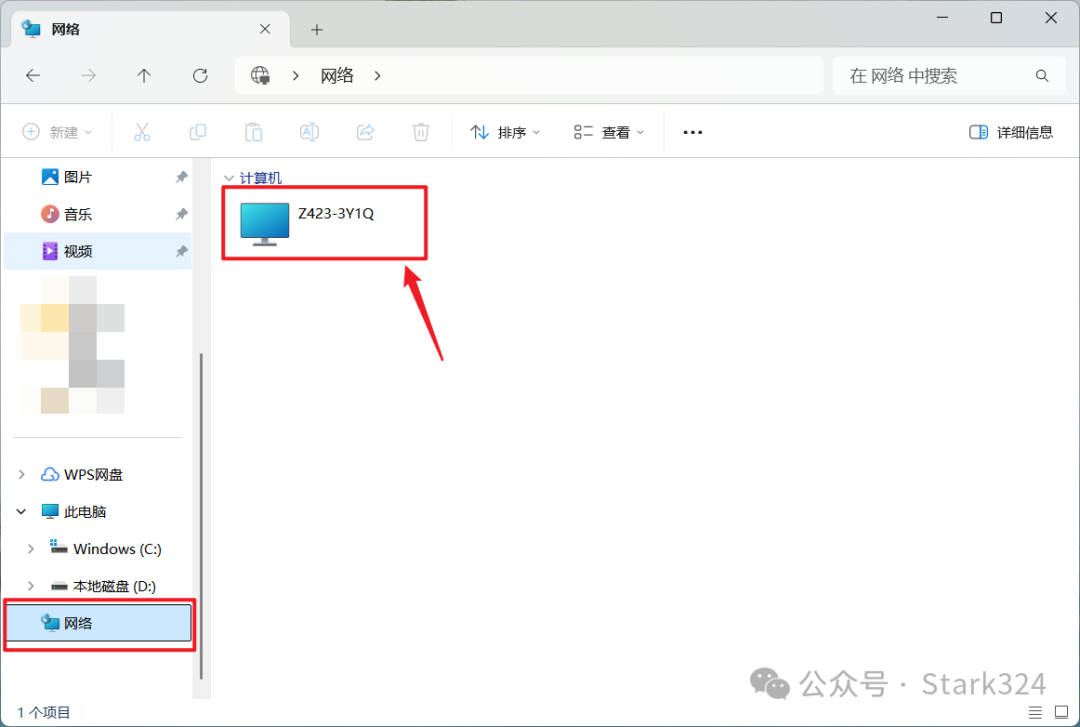 网络
网络
在 网络 中搜索
新建
排序
查看
详细信息
图片
音乐
视频
计算机
Z423-3Y1Q
WPS网盘
此电脑
Windows (C:)
本地磁盘 (D:)
网络
公众号 · Stark324
1 个项目